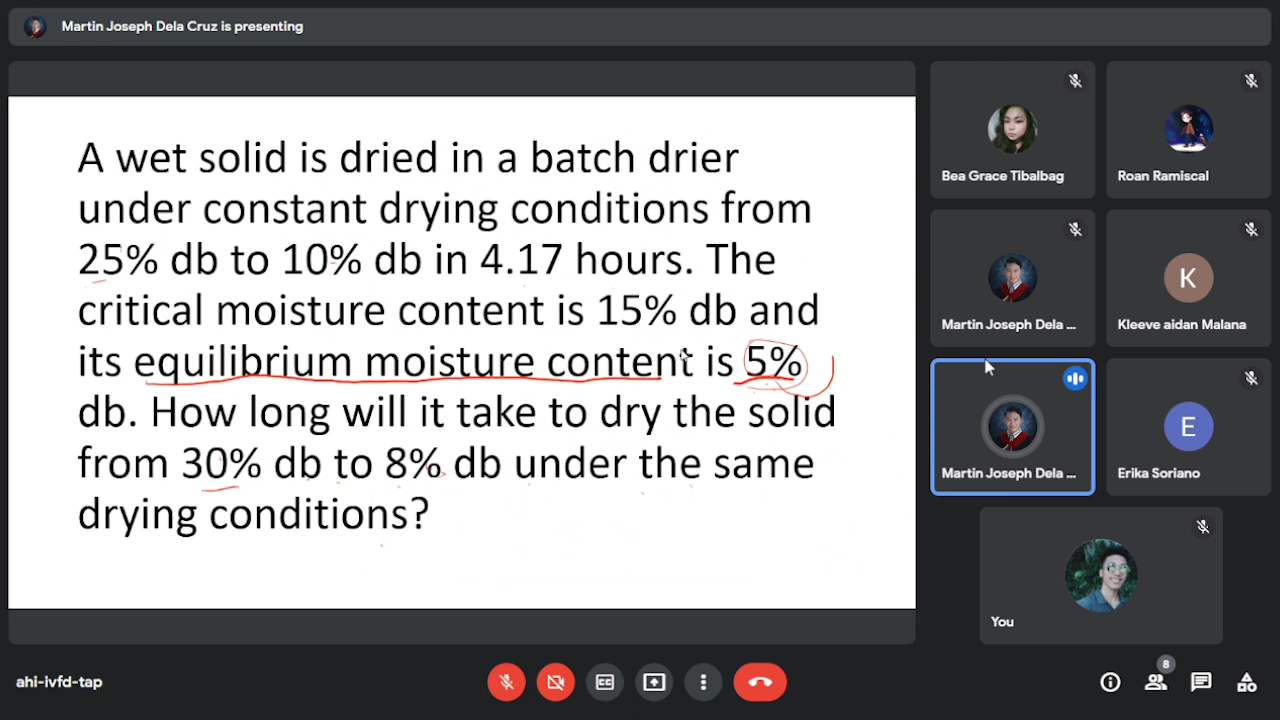 Martin Joseph Dela Cruz is presenting
A wet solid is dried in a batch drier
under constant drying conditions from
25% db to 10% db in 4.17 hours. The
critical moisture content is 15% db and
its equilibrium moisture content is 5%
db. How long will it take to dry the solid
from 30% db to 8% db under the same
drying conditions?
Bea Grace Tibalbag
Roan Ramiscal
Martin Joseph Dela ...
K
Kleeve aidan Malana
Martin Joseph Dela ...
E
Erika Soriano
You
ahi-ivfd-tap
CC
8